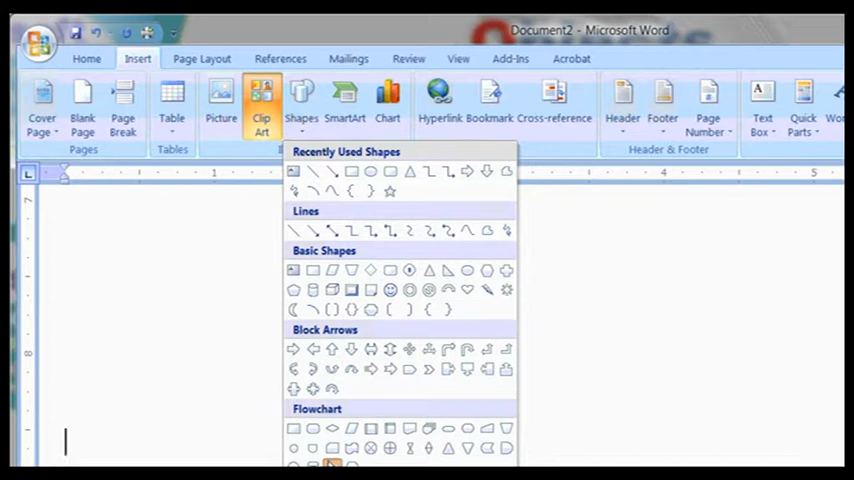 Document2 - Microsoft Word
Home Insert Page Layout References Mailings Review View Add-Ins Acrobat
Cover Page Blank Page Page Break Table Picture Clip Art Shapes SmartArt Chart Hyperlink Bookmark Cross-reference Header Footer Page Number Text Box Quick Parts
Pages Tables Header & Footer
Recently Used Shapes
1 4 5
7
Lines
Basic Shapes
Block Arrows
8
Flowchart